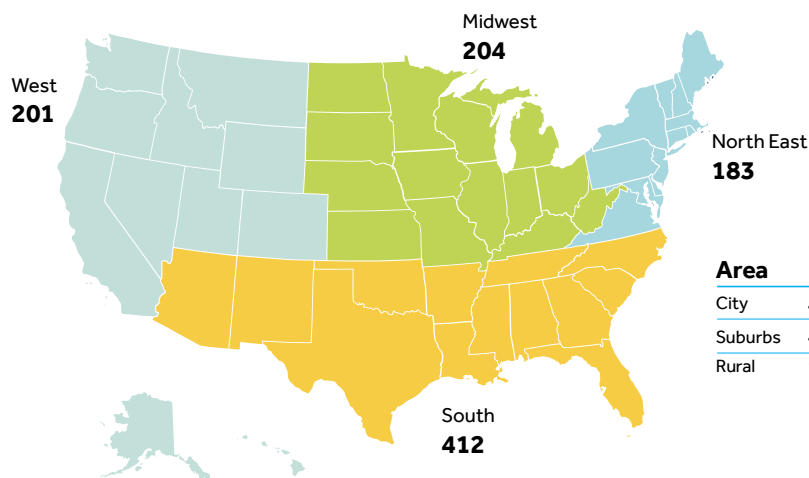 Midwest
204
West
201
North East
183
Area
City
Suburbs
Rural
South
412